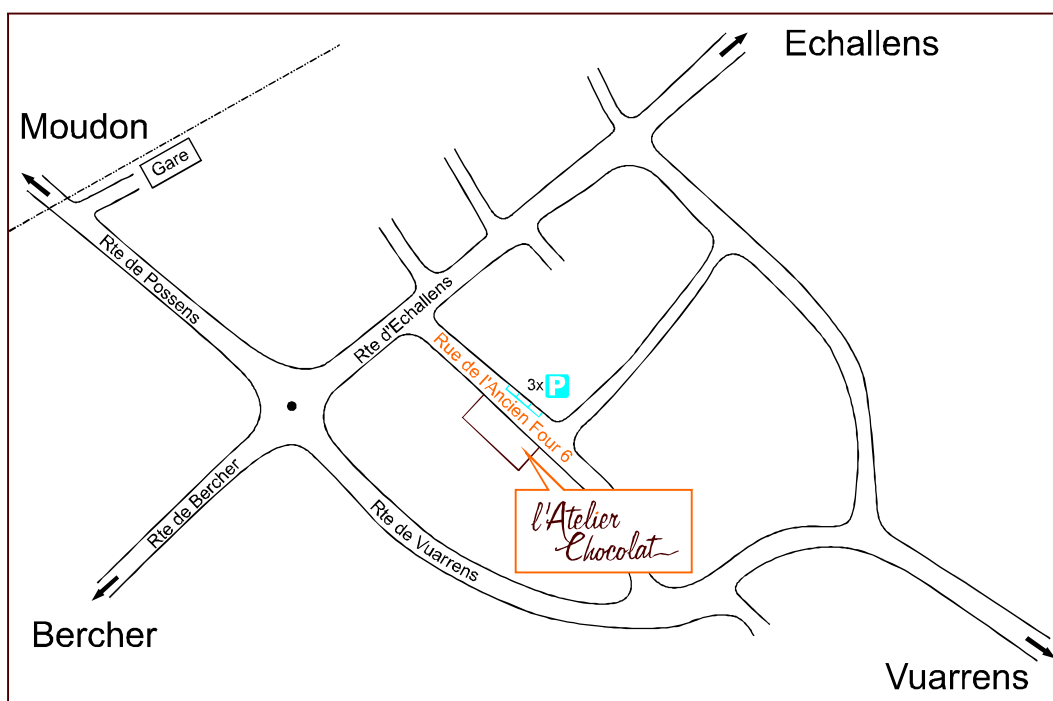 Echallens
Moudon
Gare
Rte de Possens
Rte d'Echallens
Rue de l'Ancien Four 6
3x P
l'Atelier
Chocolat
Rte de Bercher
Rte de Vuarrens
Bercher
Vuarrens